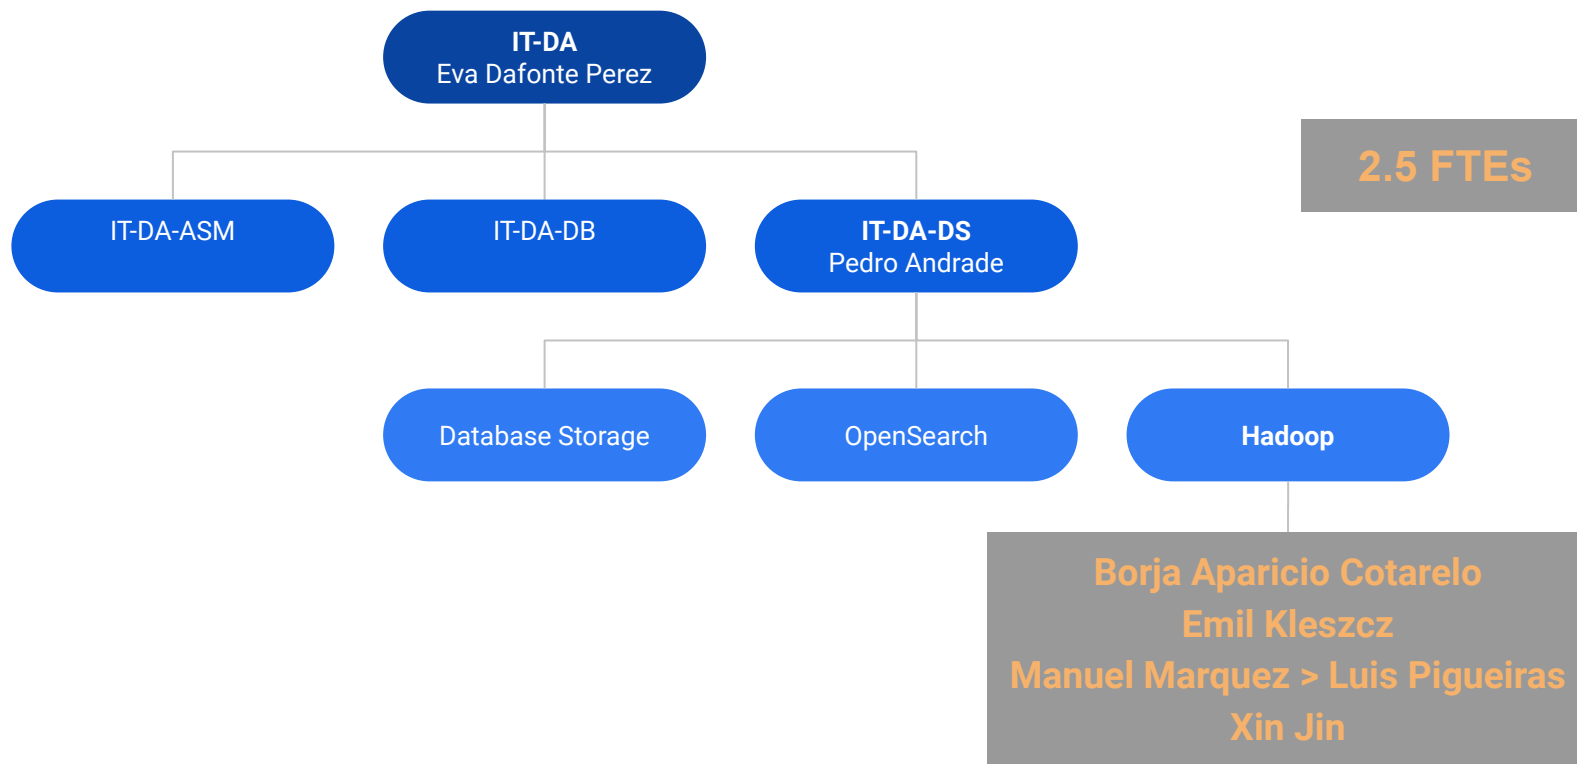 IT-DA
Eva Dafonte Perez
2.5 FTEs
IT-DA-ASM
IT-DA-DB
IT-DA-DS
Pedro Andrade
Database Storage
OpenSearch
Hadoop
Borja Aparicio Cotarelo
Emil Kleszcz
Manuel Marquez > Luis Pigueiras
Xin Jin